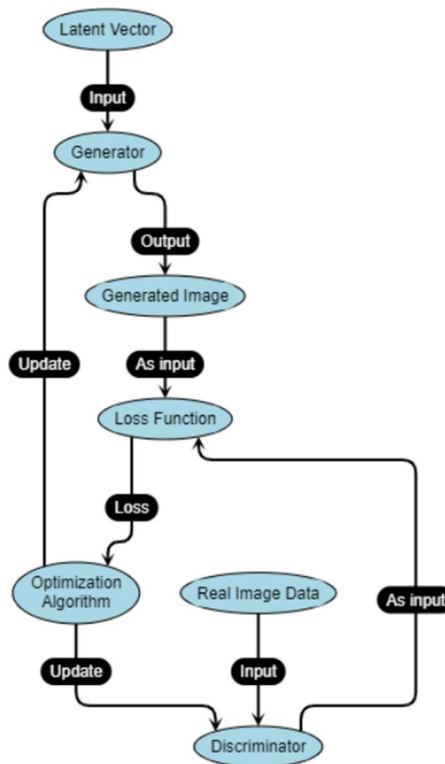 Latent Vector
Input
Generator
Output
Generated Image
Update
As input
Loss Function
Loss
Optimization
Algorithm
Real Image Data
As input
Update
Input
Discriminator